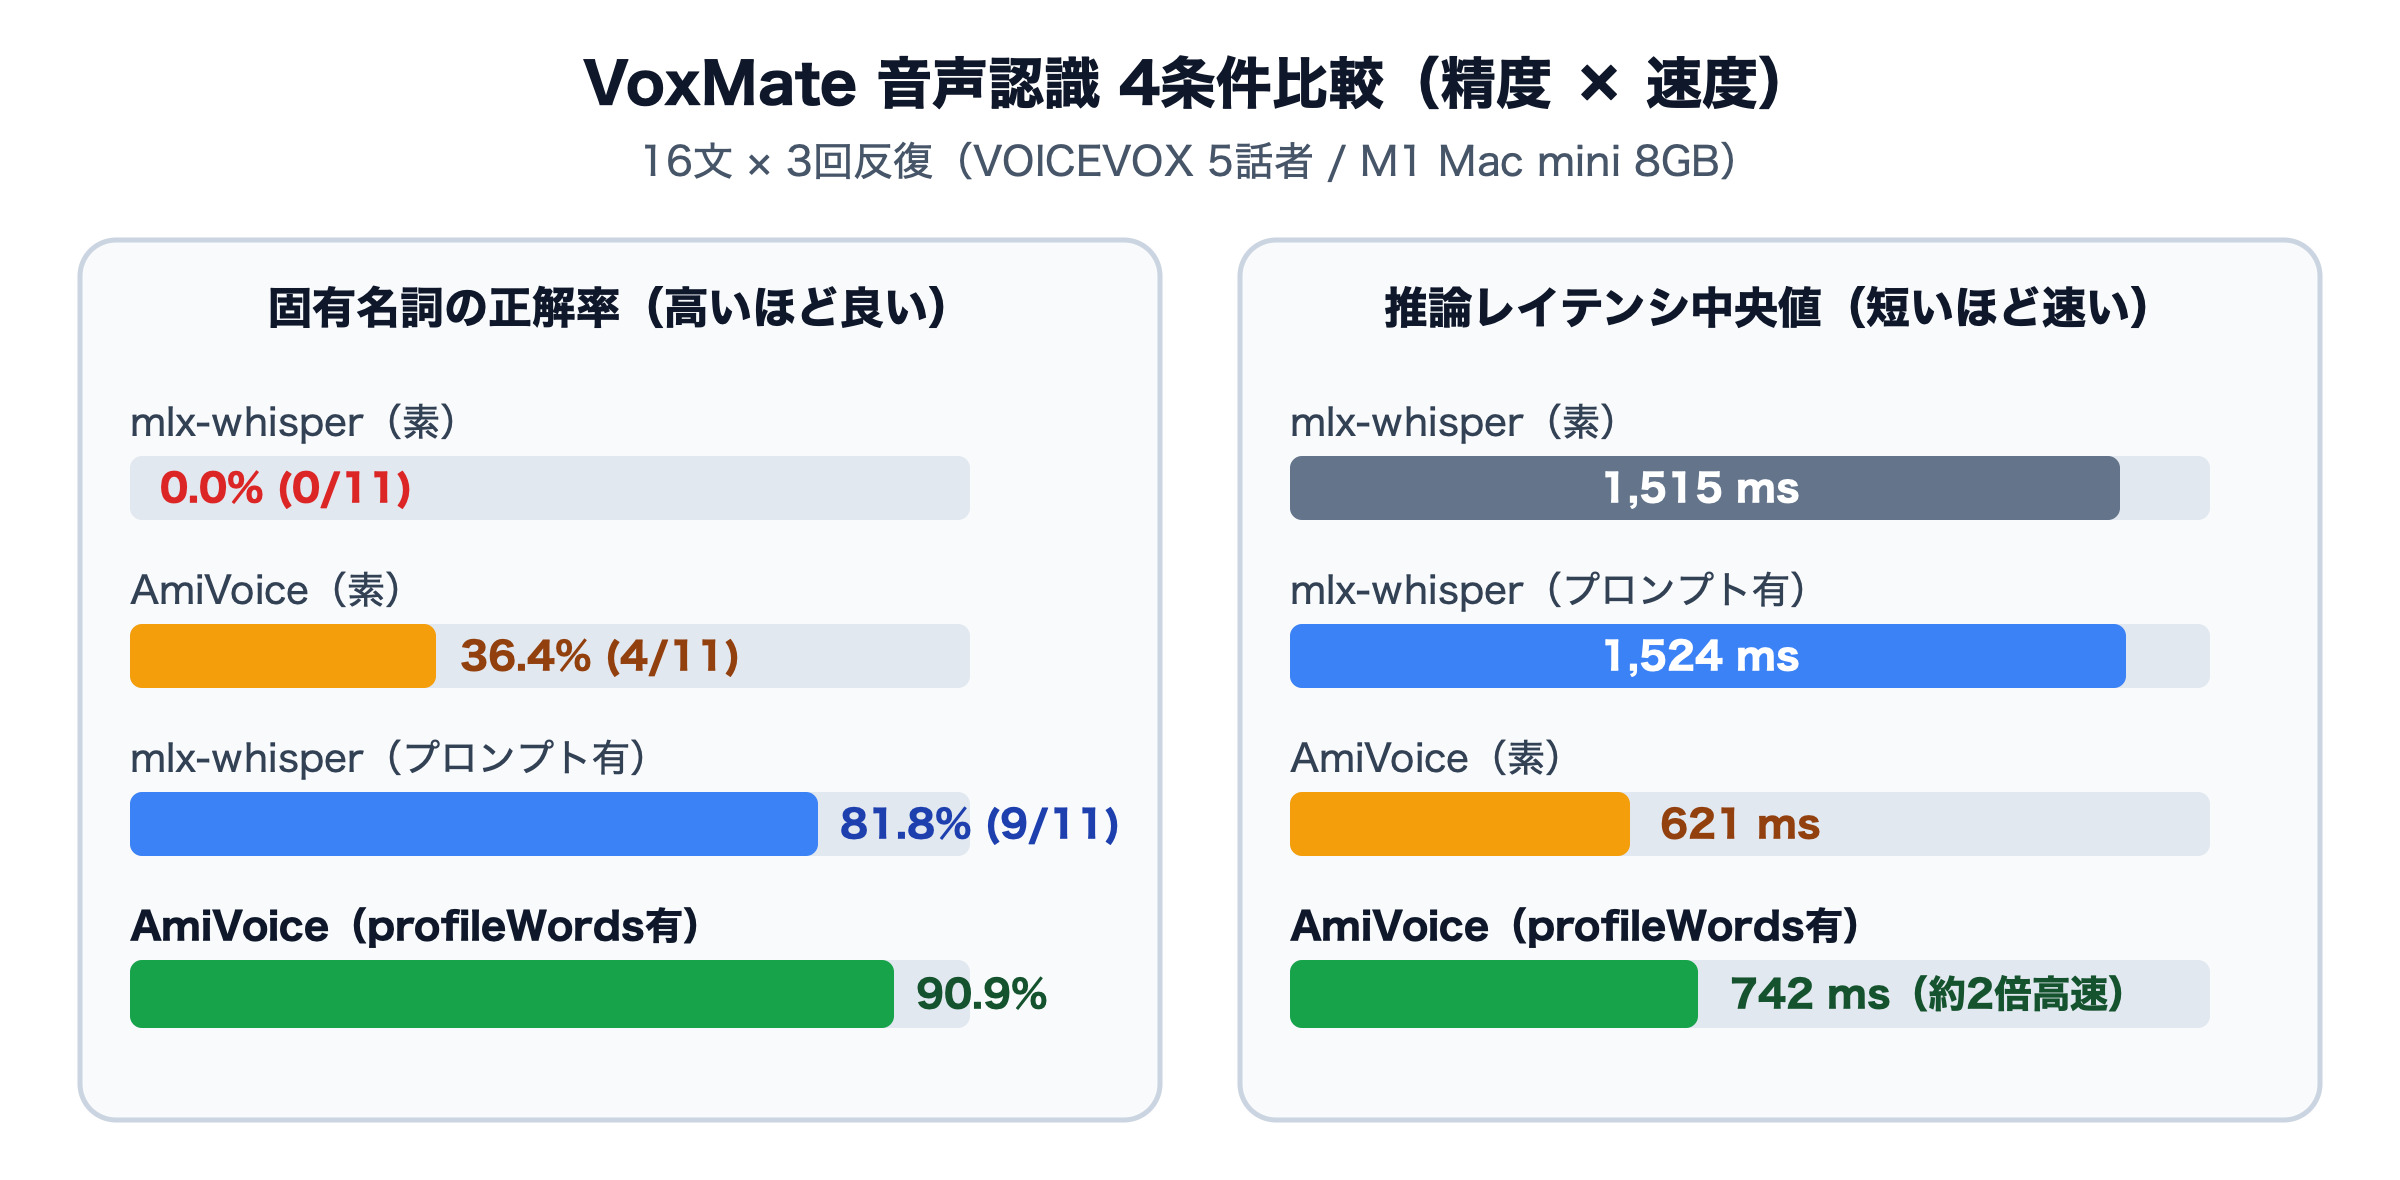 VoxMate 音声認識 4条件比較（精度 × 速度）
16文 × 3回反復（VOICEVOX 5話者 / M1 Mac mini 8GB）
固有名詞の正解率（高いほど良い）
mlx-whisper（素）
0.0% (0/11)
AmiVoice（素）
36.4% (4/11)
mlx-whisper（プロンプト有）
81.8% (9/11)
AmiVoice（profileWords有）
90.9%
推論レイテンシ中央値（短いほど速い）
mlx-whisper（素）
1,515 ms
mlx-whisper（プロンプト有）
1,524 ms
AmiVoice（素）
621 ms
AmiVoice（profileWords有）
742 ms（約2倍高速）